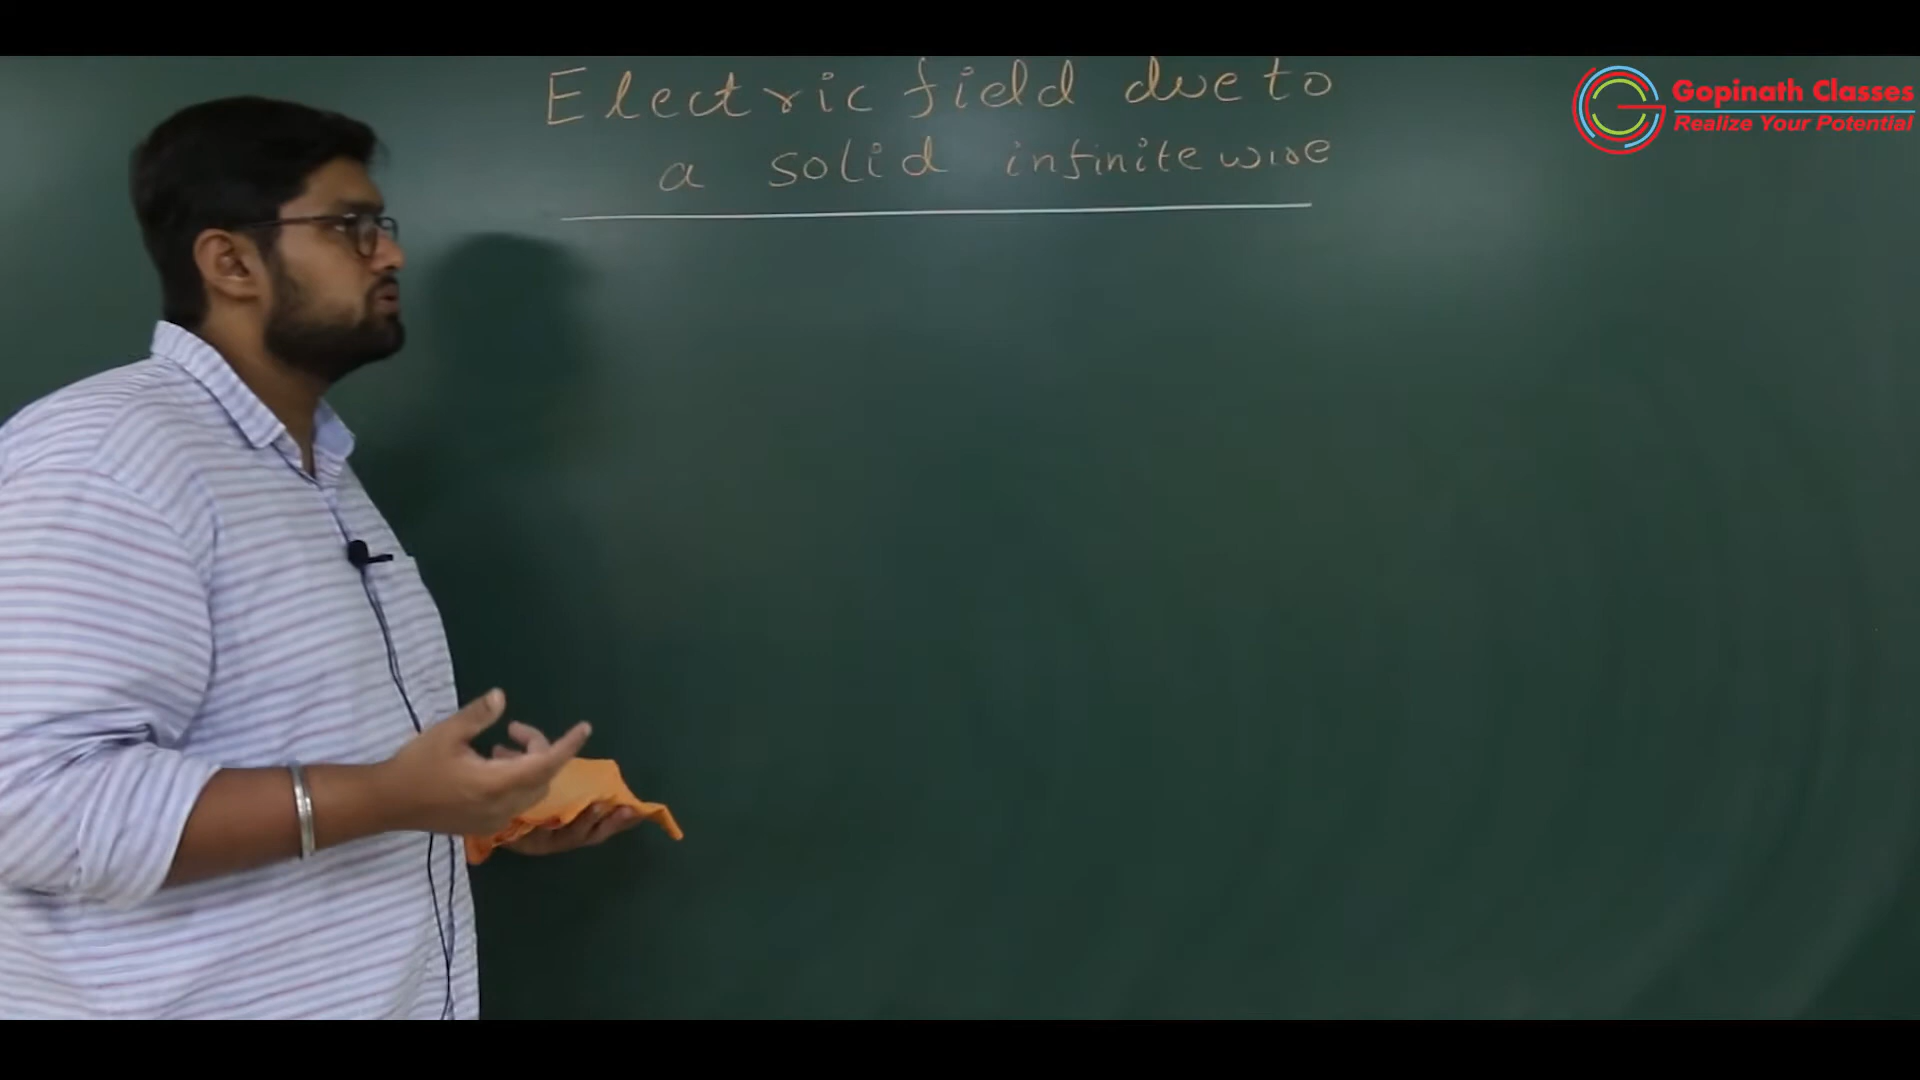 Electric field due to
a solid infinite wire
Gopinath Classes
Realize Your Potential